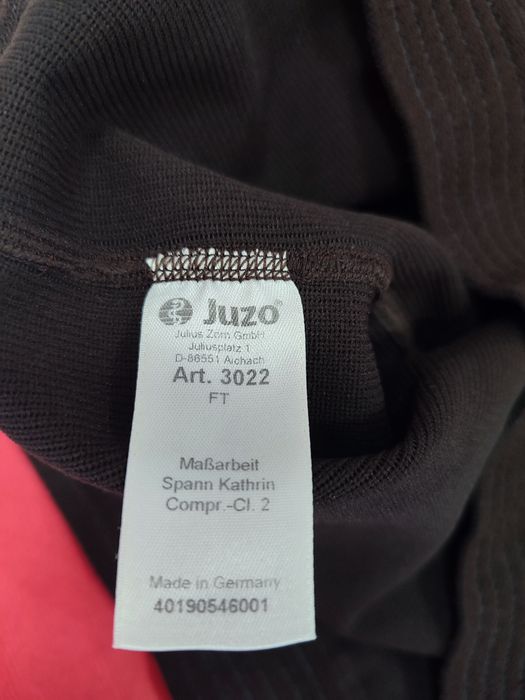 Juzo®
Julius Zorn GmbH
Juliusplatz 1
D-86551 Aichach
Art. 3022
FT
Maßarbeit
Spann Kathrin
Compr.-Cl. 2
Made in Germany
40190546001